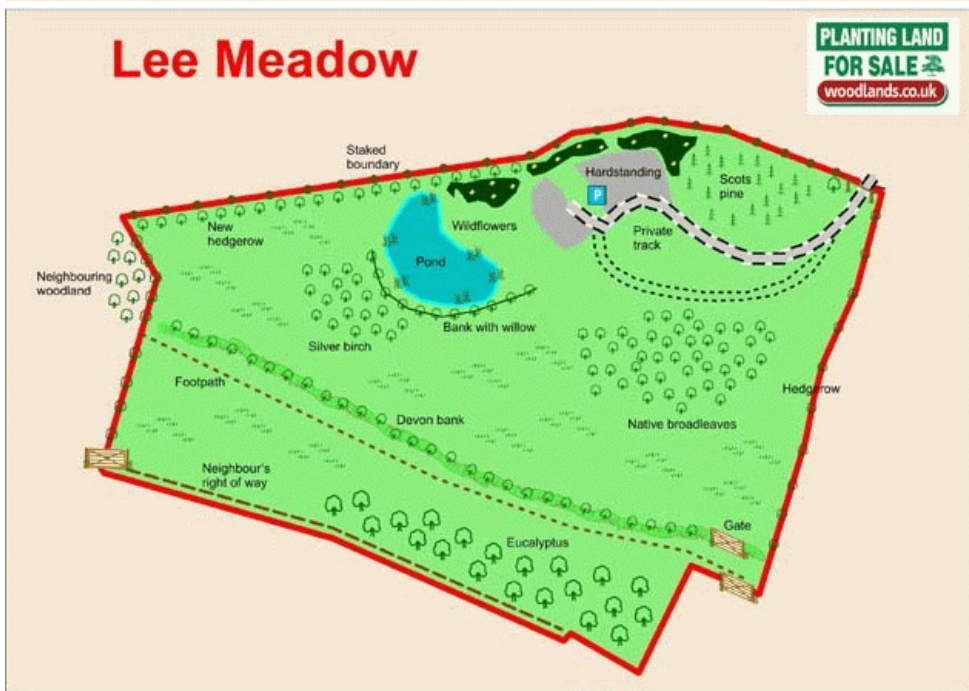 Lee Meadow
PLANTING LAND
FOR SALE
woodlands.co.uk
Staked
boundary
Hardstanding
P
Scots
pine
New
hedgerow
Wildflowers
Private
track
Neighbouring
woodland
Pond
Bank with willow
Silver birch
Footpath
Hedgerow
Devon bank
Native broadleaves
Neighbour's
right of way
Gate
Eucalyptus